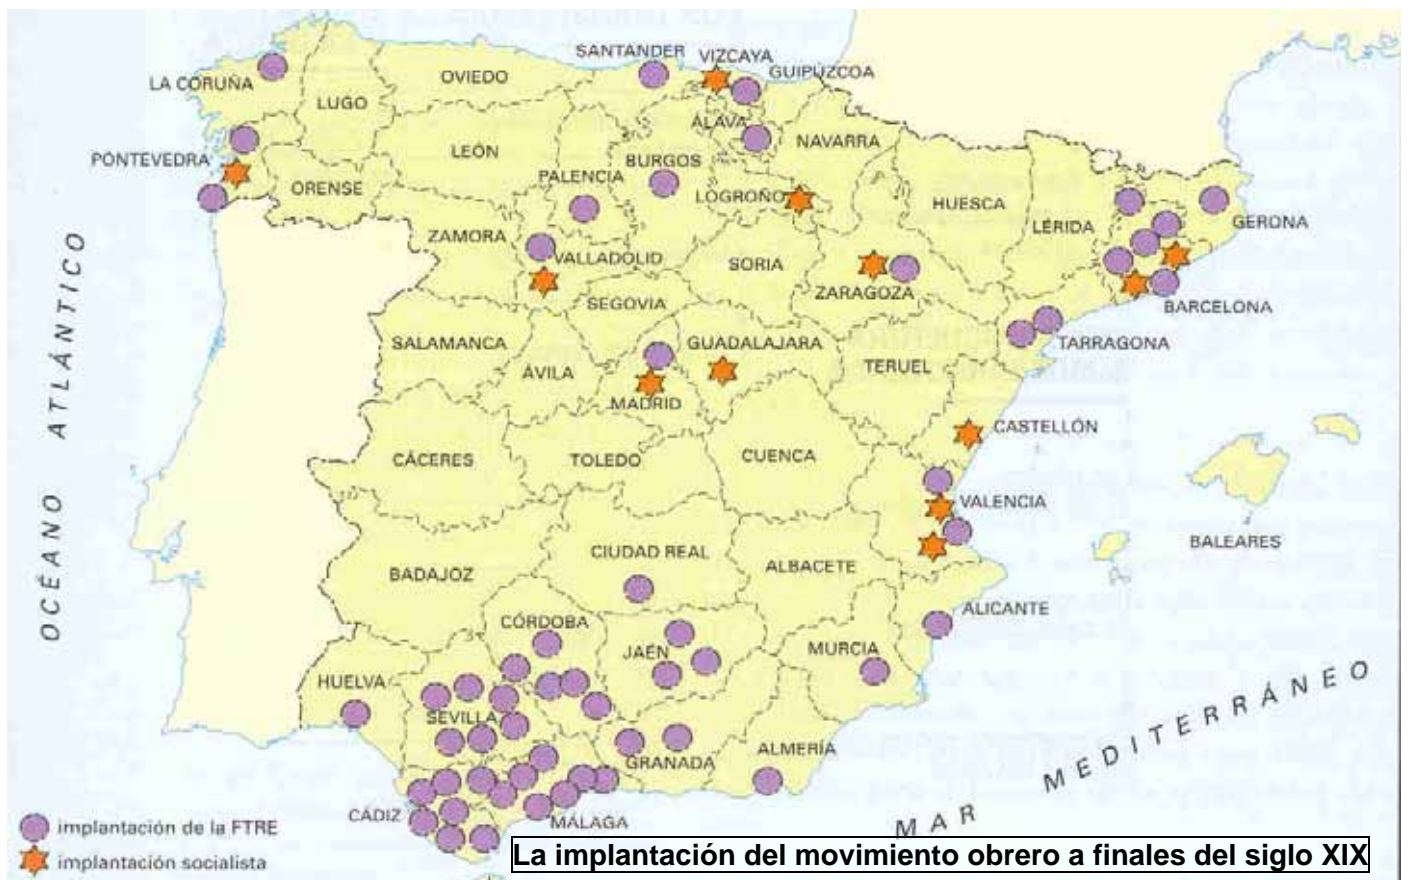 SANTANDER
VIZCAYA
GUIPÚZCOA
LA CORUÑA
OVIEDO
LUGO
ÁLAVA
NAVARRA
PONTEVEDRA
LEÓN
BURGOS
PALENCIA
ORENSE
LOGROÑO
HUESCA
LÉRIDA
GERONA
ZAMORA
VALLADOLID
SORIA
SEGOVIA
ZARAGOZA
BARCELONA
SALAMANCA
GUADALAJARA
TARRAGONA
ÁVILA
TERUEL
MADRID
CASTELLÓN
CÁCERES
TOLEDO
CUENCA
VALENCIA
OCÉANO ATLÁNTICO
BALEARES
CIUDAD REAL
BADAJOZ
ALBACETE
ALICANTE
CÓRDOBA
JAÉN
MURCIA
HUELVA
SEVILLA
GRANADA
ALMERÍA
MAR MEDITERRÁNEO
CÁDIZ
MÁLAGA
implantación de la FTRE
implantación socialista
La implantación del movimiento obrero a finales del siglo XIX